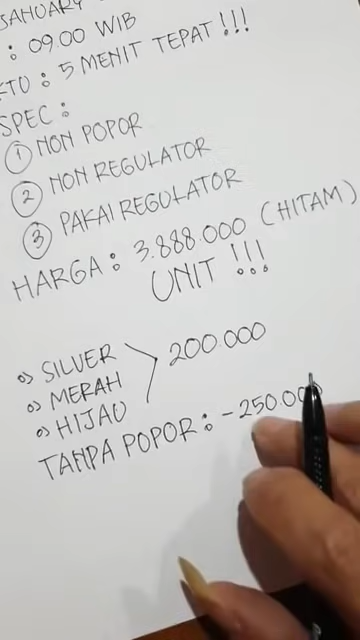 SAHUARY
: 09.00 WIB
: 5 MENIT TEPAT !!!
SPEC :
① NON POPOR
② NON REGULATOR
③ PAKAI REGULATOR
HARGA : 3.888.000 (HITAM)
UNIT !!!
o) SILVER
o) MERAH
o) HIJAU
200.000
TANPA POPOR : -250.00